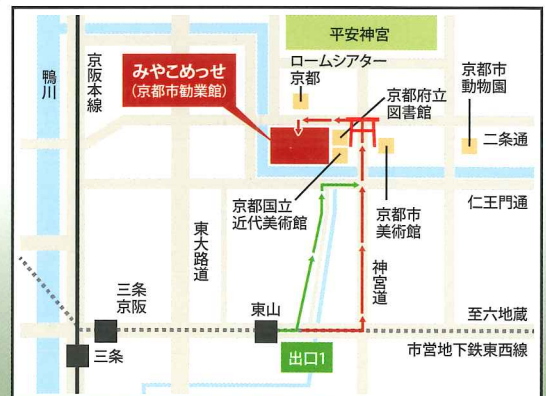 平安神宮
ロームシアター
京都
みやこめっせ
(京都市勧業館)
鴨川
京阪本線
京都府立
図書館
京都市
動物園
二条通
京都国立
近代美術館
京都市
美術館
仁王門通
東大路道
神宮道
三条
京阪
東山
至六地蔵
三条
出口1
市営地下鉄東西線